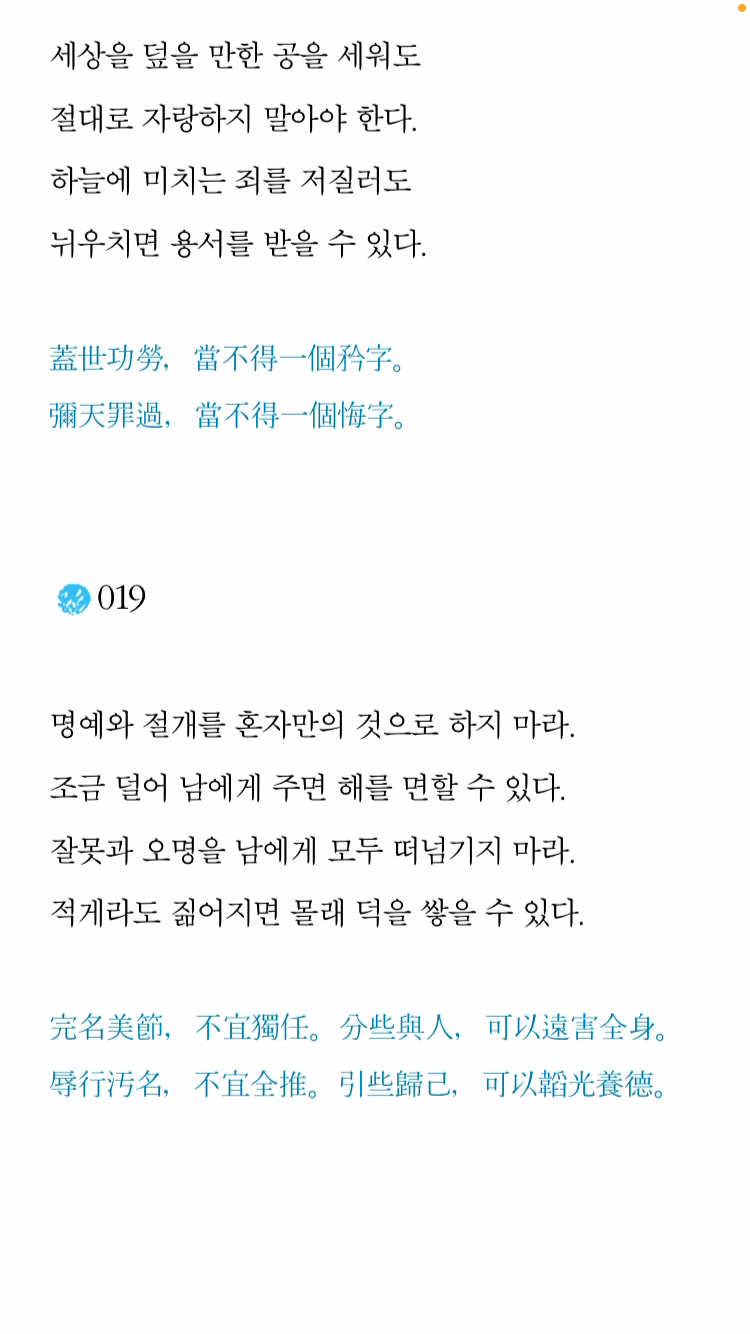 세상을 덮을 만한 공을 세워도
절대로 자랑하지 말아야 한다.
하늘에 미치는 죄를 저질러도
뉘우치면 용서를 받을 수 있다.
蓋世功勞, 當不得一個矜字。
彌天罪過, 當不得一個悔字。
019
명예와 절개를 혼자만의 것으로 하지 마라.
조금 덜어 남에게 주면 해를 면할 수 있다.
잘못과 오명을 남에게 모두 떠넘기지 마라.
적게라도 짊어지면 몰래 덕을 쌓을 수 있다.
完名美節, 不宜獨任。分些與人, 可以遠害全身。
辱行汚名, 不宜全推。引些歸己, 可以韜光養德。